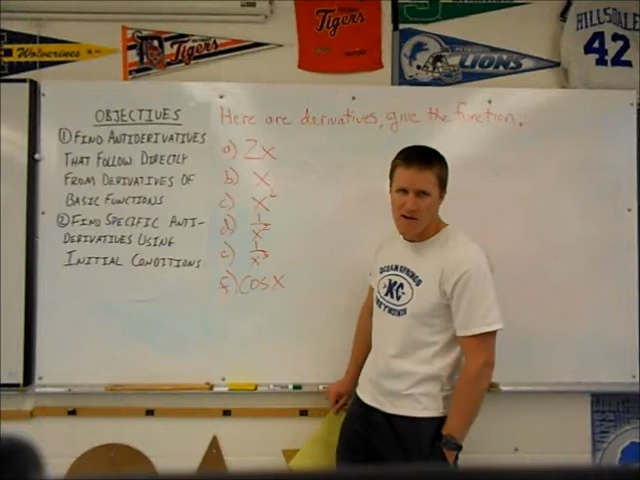 Wolverines
Tigers
Tigers
LIONS
HILLSDALE
42
OBJECTIVES
① FIND ANTIDERIVATIVES
THAT FOLLOW DIRECTLY
FROM DERIVATIVES OF
BASIC FUNCTIONS
② FIND SPECIFIC ANTI-
DERIVATIVES USING
INITIAL CONDITIONS
Here are derivatives, give the function.
a) 2x
b) x
c) x²
d) 1/x²
e) 1/x³
f) cos x
OCEAN SPRINGS
KC